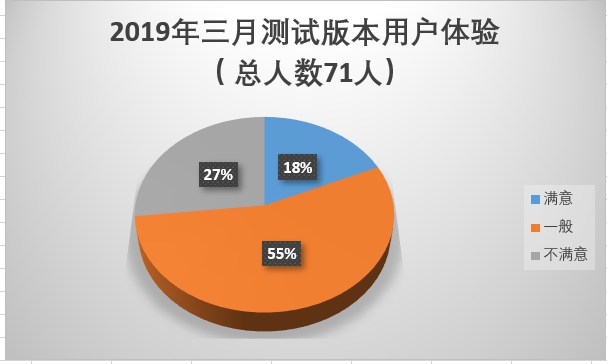 2019年三月测试版本用户体验
（总人数71人）
27%
18%
55%
满意
一般
不满意